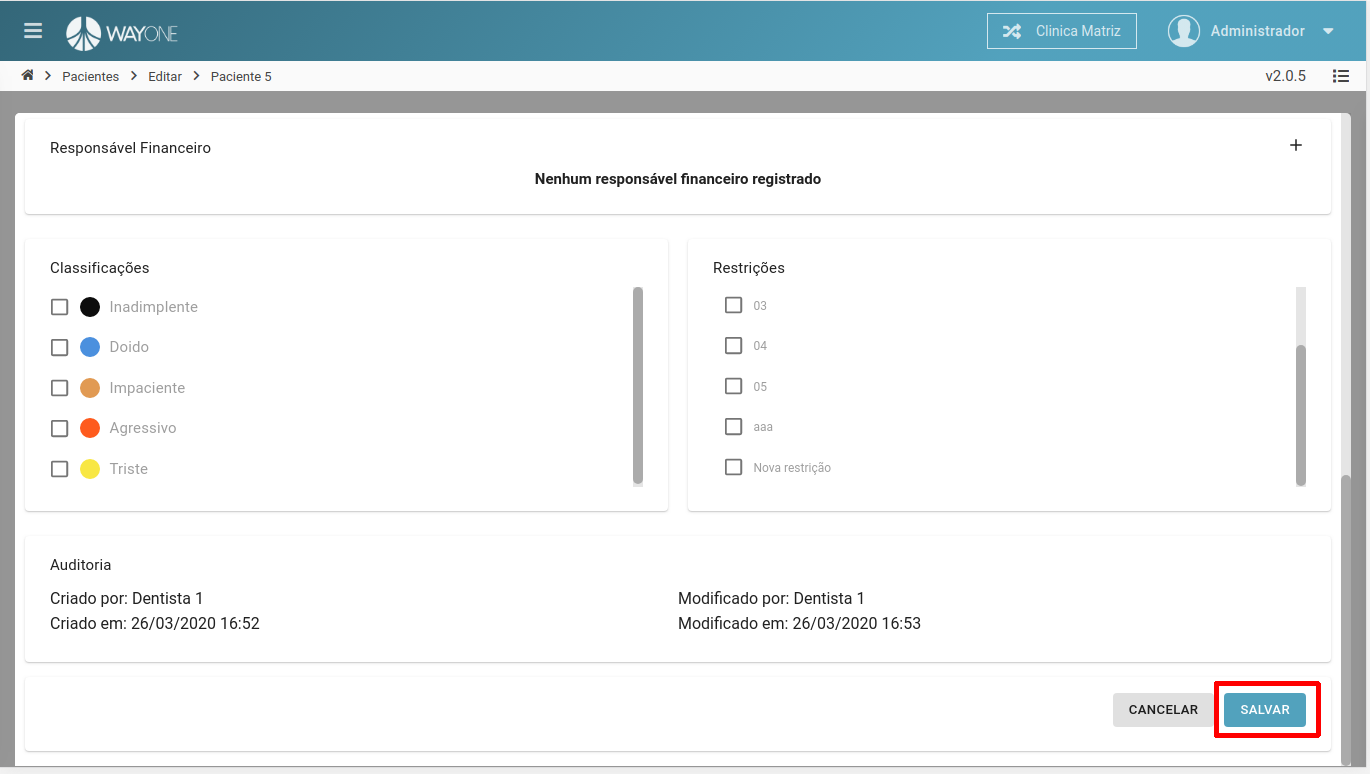 WAYONE
Clinica Matriz
Administrador
Pacientes
Editar
Paciente 5
v2.0.5
Responsável Financeiro
+
Nenhum responsável financeiro registrado
Classificações
Inadimplente
Doido
Impaciente
Agressivo
Triste
Restrições
03
04
05
aaa
Nova restrição
Auditoria
Criado por: Dentista 1
Modificado por: Dentista 1
Criado em: 26/03/2020 16:52
Modificado em: 26/03/2020 16:53
CANCELAR
SALVAR